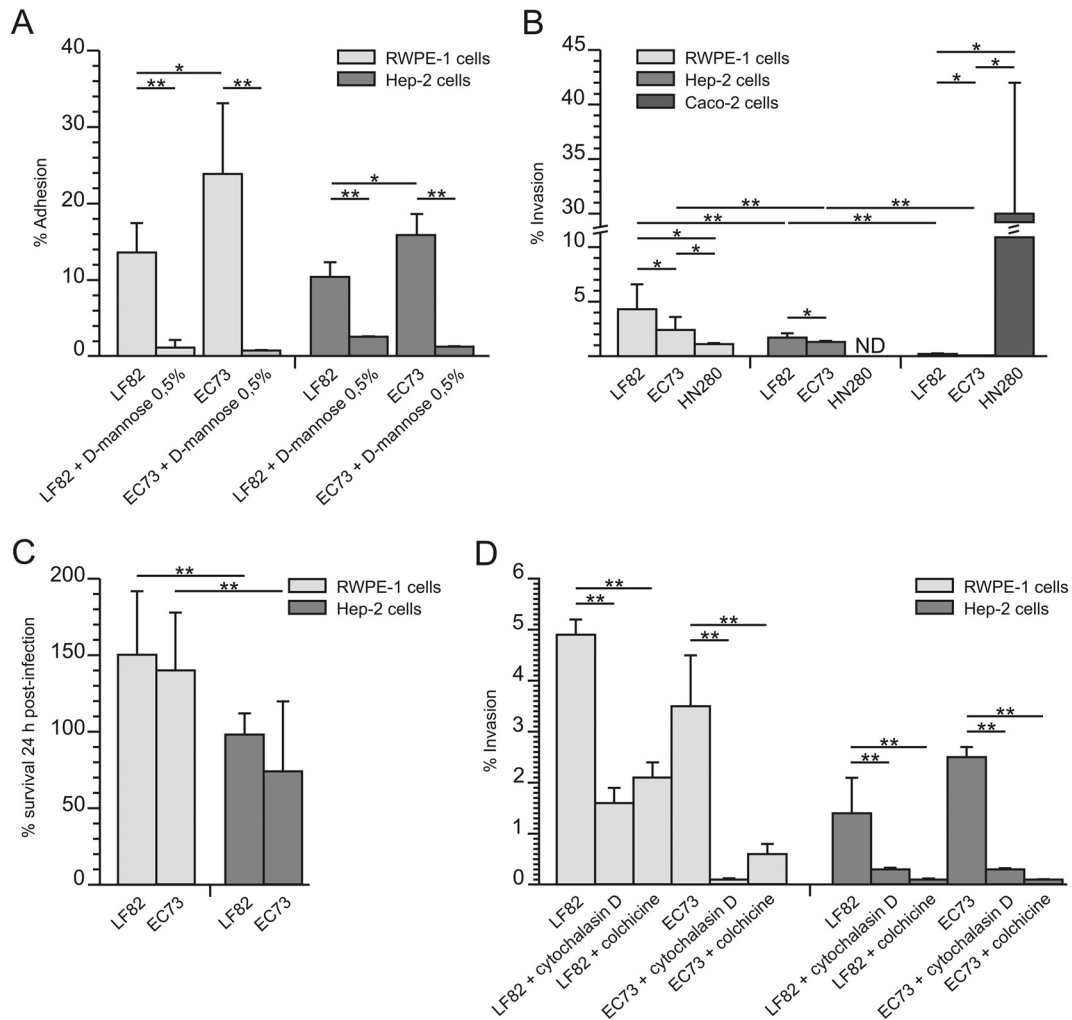 A
% Adhesion
40
30
20
10
0
RWPE-1 cells
Hep-2 cells
*
**
**
*
**
**
LF82
LF82 + D-mannose 0,5%
EC73
EC73 + D-mannose 0,5%
LF82
LF82 + D-mannose 0,5%
EC73
EC73 + D-mannose 0,5%
B
% Invasion
45
40
35
30
10
5
RWPE-1 cells
Hep-2 cells
Caco-2 cells
*
*
*
**
**
**
**
*
*
*
*
ND
LF82
EC73
HN280
LF82
EC73
HN280
LF82
EC73
HN280
C
% survival 24 h post-infection
200
150
100
50
0
RWPE-1 cells
Hep-2 cells
**
**
LF82
EC73
LF82
EC73
D
% Invasion
6
5
4
3
2
1
0
RWPE-1 cells
Hep-2 cells
**
**
**
**
**
**
**
**
LF82
LF82 + cytochalasin D
LF82 + colchicine
EC73
EC73 + cytochalasin D
EC73 + colchicine
LF82
LF82 + cytochalasin D
LF82 + colchicine
EC73
EC73 + cytochalasin D
EC73 + colchicine